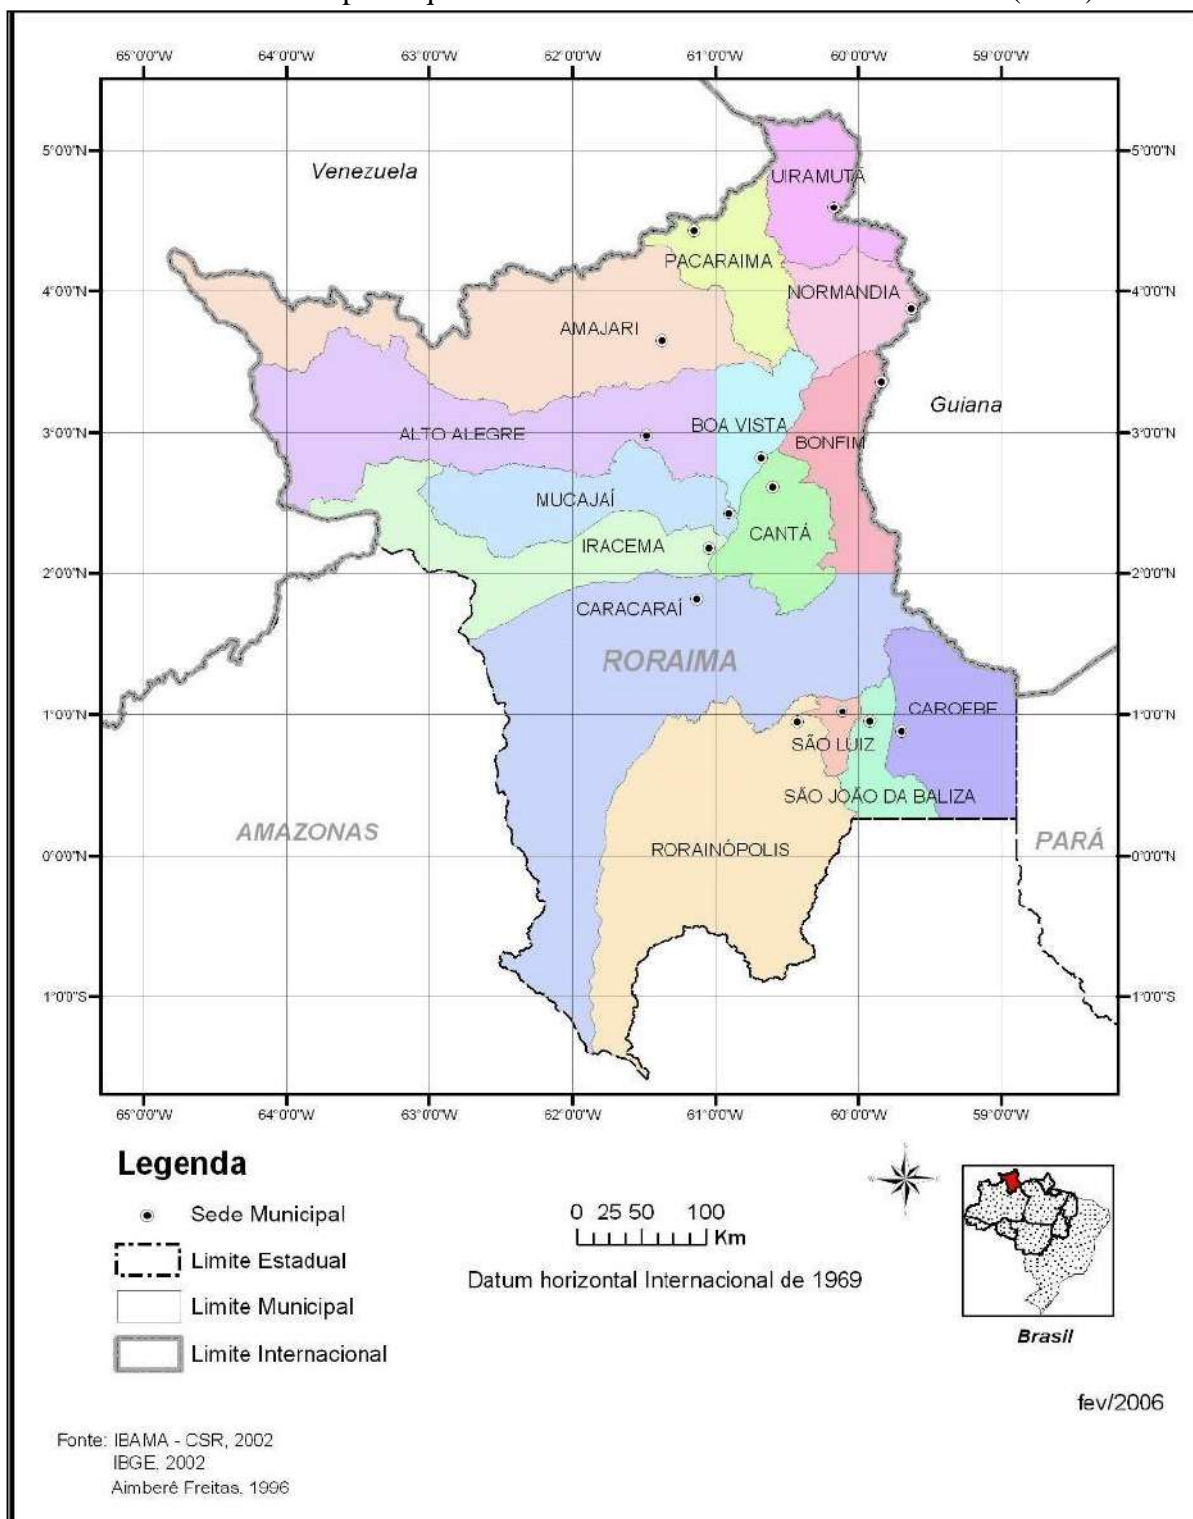 65°0'0"W 64°0'0"W 63°0'0"W 62°0'0"W 61°0'0"W 60°0'0"W 59°0'0"W
5°0'0"N
5°0'0"N
Venezuela
UIRAMUTÃ
PACARAIMA
4°0'0"N
4°0'0"N
NORMANDIA
AMAJARI
Guiana
3°0'0"N
3°0'0"N
ALTO ALEGRE
BOA VISTA
BONFIM
MUCAJAÍ
CANTÁ
IRACEMA
2°0'0"N
2°0'0"N
CARACARAÍ
RORAIMA
1°0'0"N
1°0'0"N
CAROEBE
SÃO LUIZ
SÃO JOÃO DA BALIZA
AMAZONAS
PARÁ
RORAINÓPOLIS
0°0'0"N
0°0'0"N
1°0'0"S
1°0'0"S
65°0'0"W 64°0'0"W 63°0'0"W 62°0'0"W 61°0'0"W 60°0'0"W 59°0'0"W
Legenda
Sede Municipal
Limite Estadual
Limite Municipal
Limite Internacional
0 25 50 100
Km
Datum horizontal Internacional de 1969
Brasil
fev/2006
Fonte: IBAMA - CSR, 2002
IBGE, 2002
Aimberê Freitas, 1996